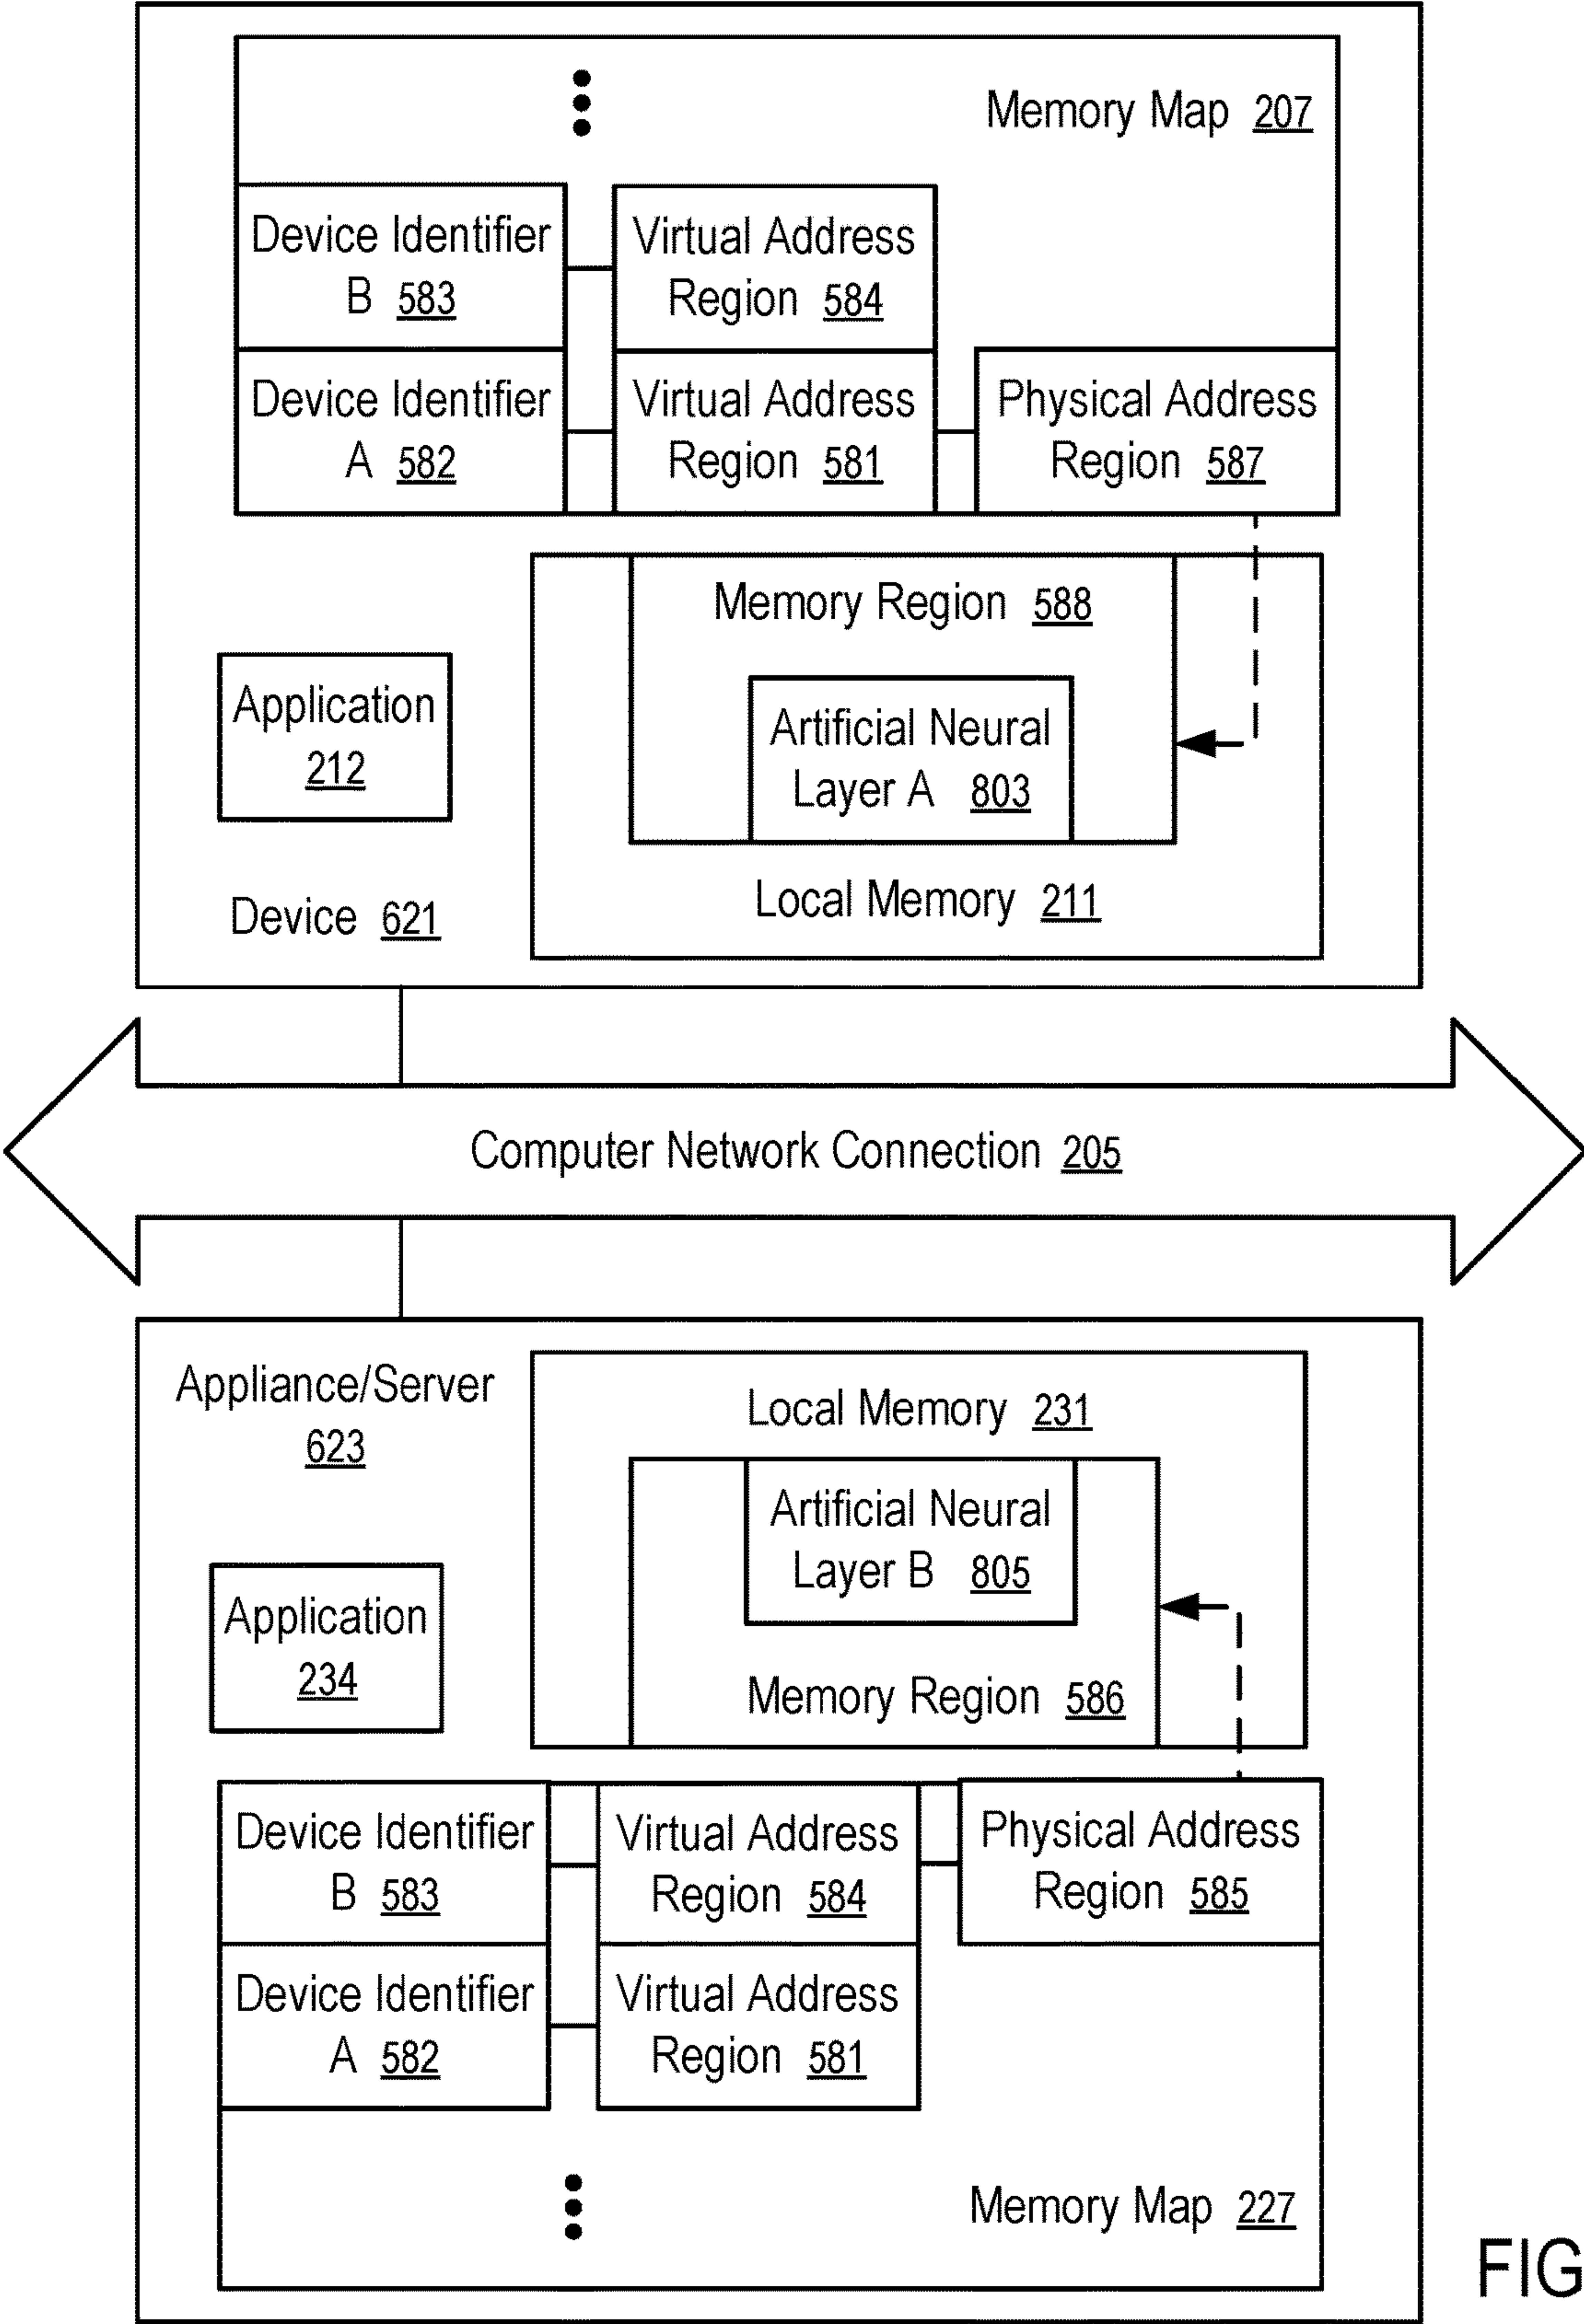 Memory Map 207
Device Identifier
B 583
Virtual Address
Region 584
Device Identifier
A 582
Virtual Address
Region 581
Physical Address
Region 587
Memory Region 588
Application
212
Artificial Neural
Layer A 803
Local Memory 211
Device 621
Computer Network Connection 205
Appliance/Server
623
Local Memory 231
Artificial Neural
Layer B 805
Application
234
Memory Region 586
Device Identifier
B 583
Virtual Address
Region 584
Physical Address
Region 585
Device Identifier
A 582
Virtual Address
Region 581
Memory Map 227
FIG